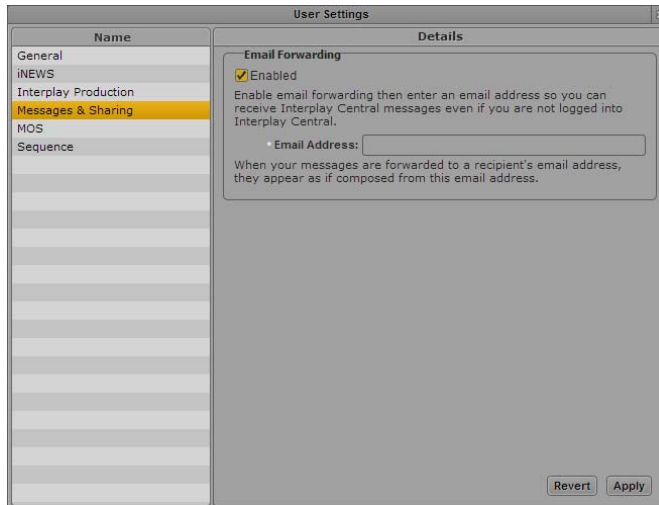 User Settings
Name
Details
General
iNEWS
Interplay Production
Messages & Sharing
MOS
Sequence
Email Forwarding
Enabled
Enable email forwarding then enter an email address so you can
receive Interplay Central messages even if you are not logged into
Interplay Central.
* Email Address:
When your messages are forwarded to a recipient's email address,
they appear as if composed from this email address.
Revert Apply